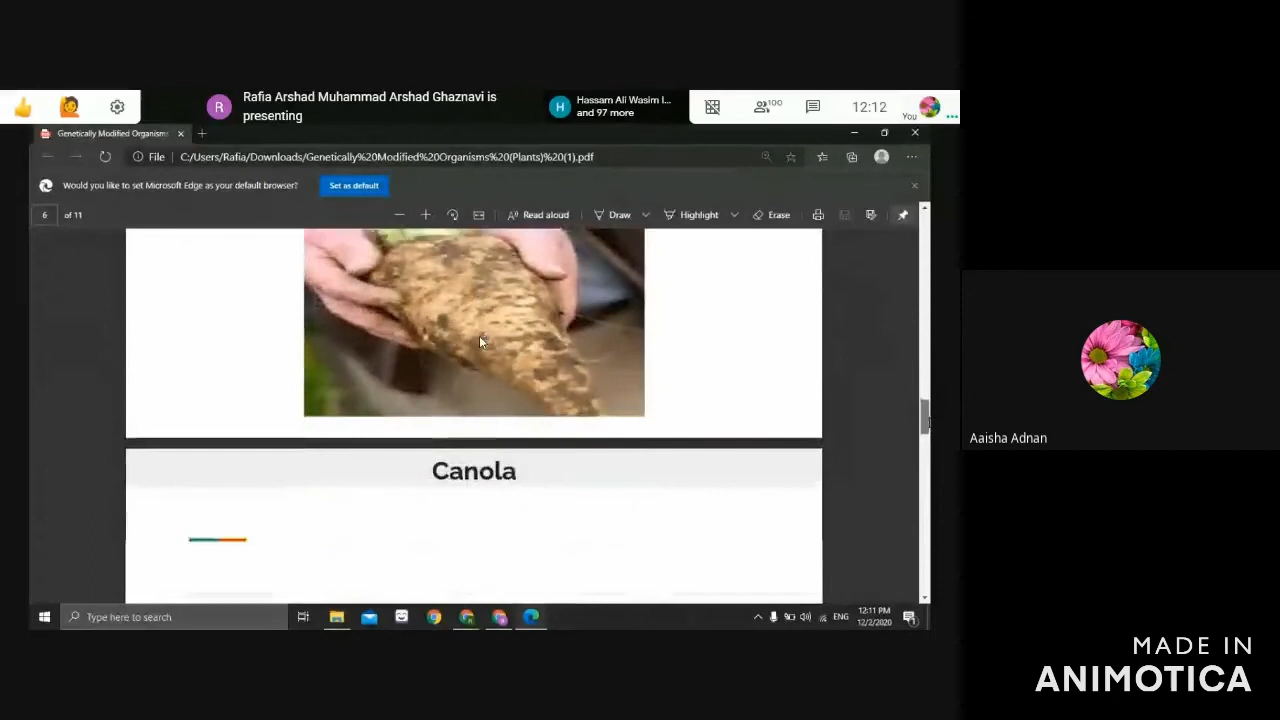 Rafia Arshad Muhammad Arshad Ghaznavi is
presenting
H
Hassam Ali Wasim I...
and 97 more
100
12:12
You
R
Genetically Modified Organisms
File
C:/Users/Rafia/Downloads/Genetically%20Modified%20Organisms%20(Plants)%20(1).pdf
Would you like to set Microsoft Edge as your default browser?
Set as default
6 of 11
Read aloud
Draw
Highlight
Erase
Canola
Aaisha Adnan
Type here to search
ENG
12:11 PM
12/2/2020
MADE IN
ANIMOTICA